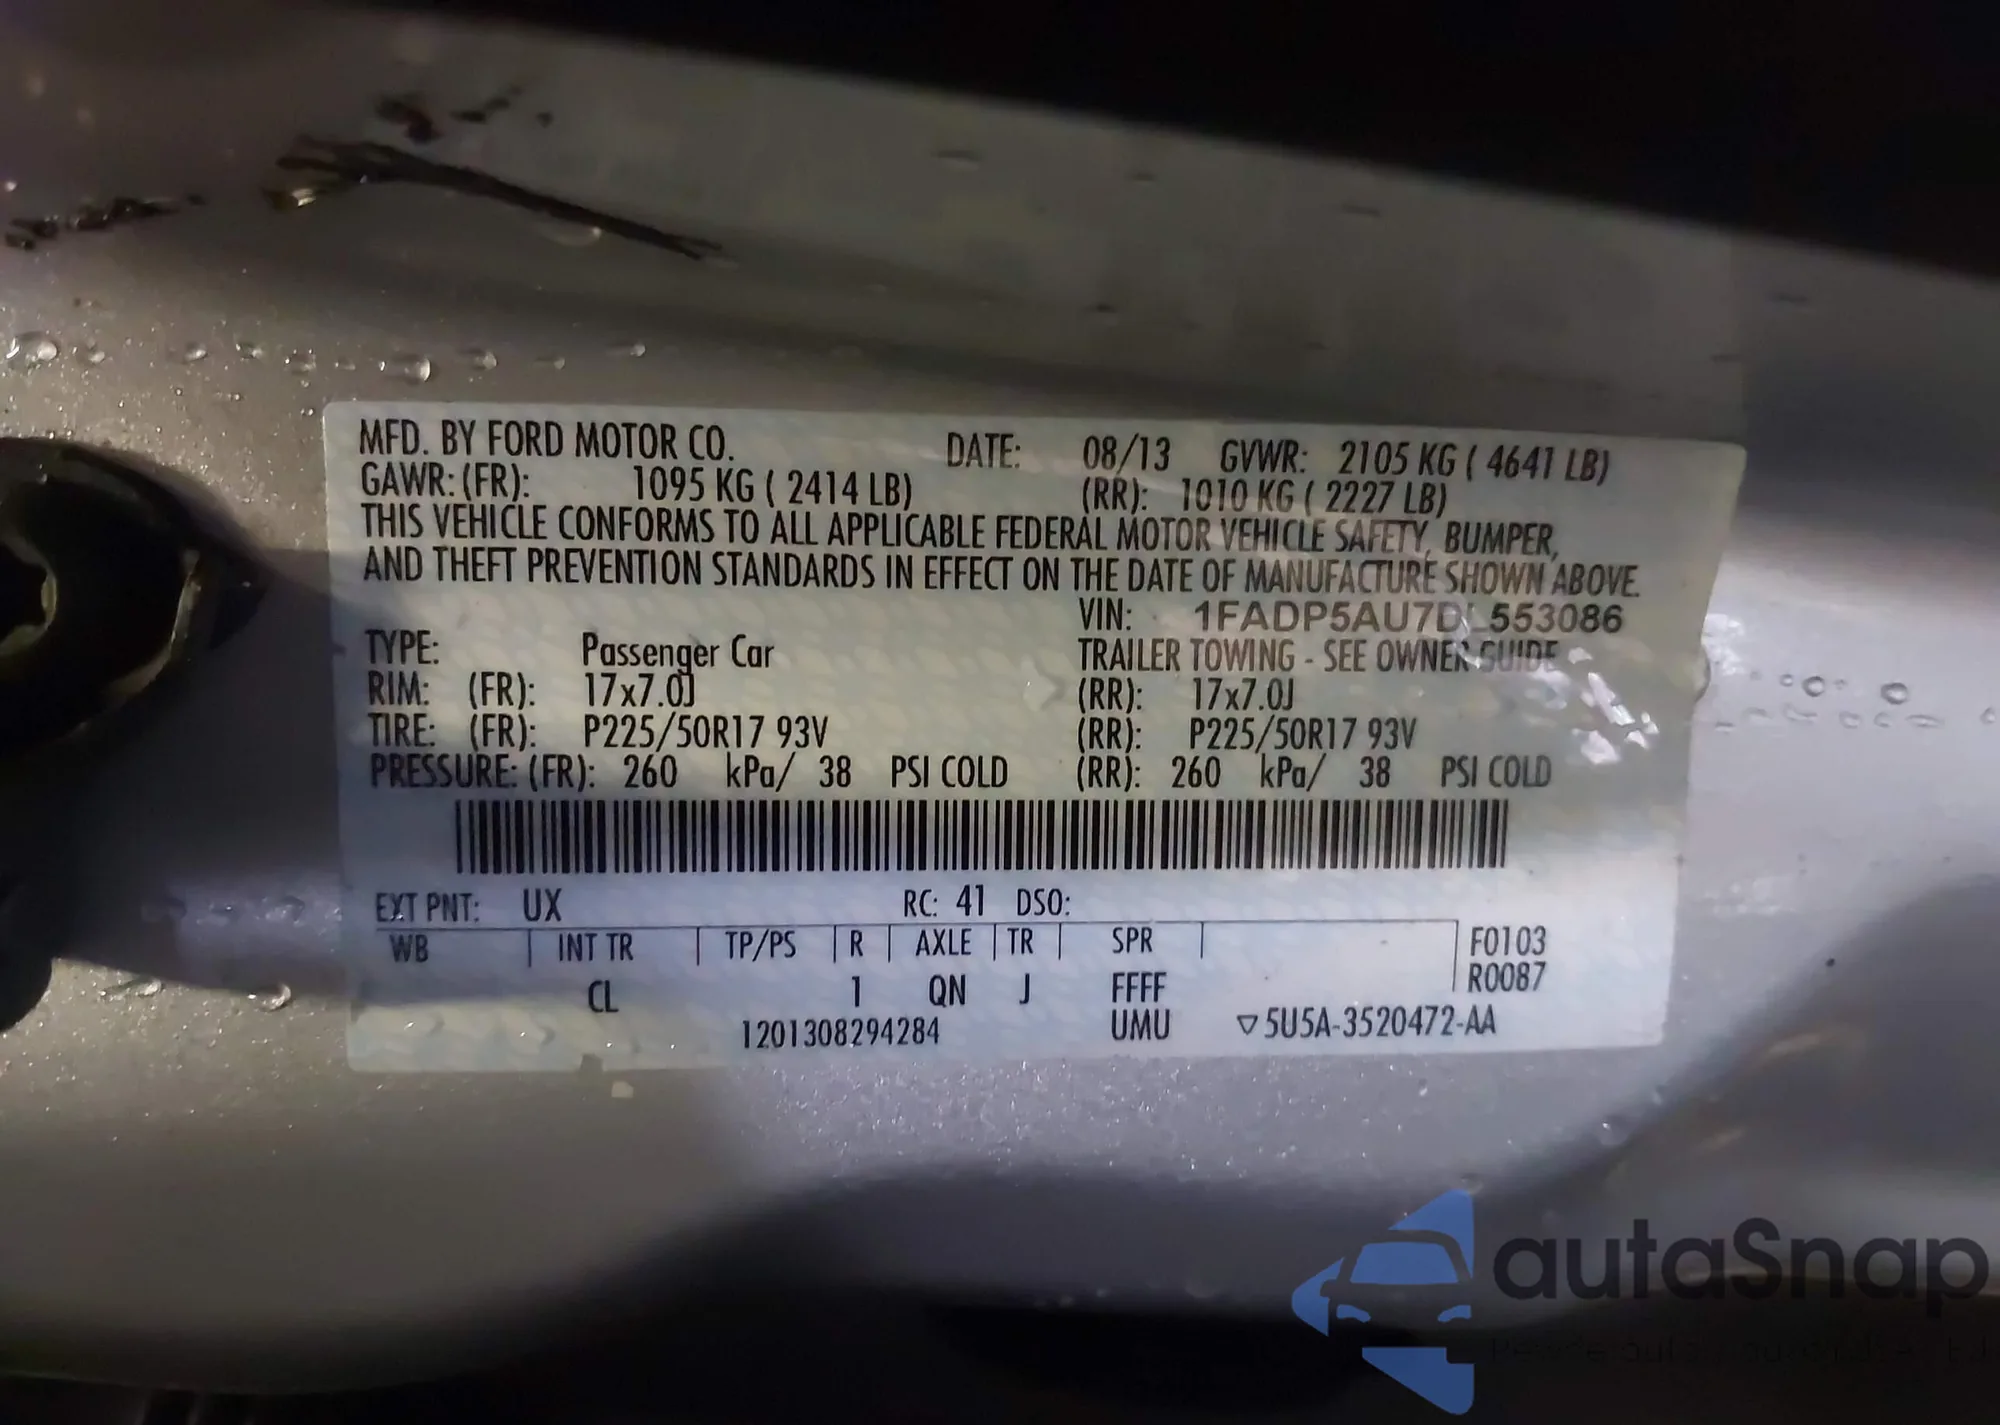 MFD. BY FORD MOTOR CO. DATE: 08/13 GVWR: 2105 KG ( 4641 LB)
GAWR: (FR): 1095 KG ( 2414 LB) (RR): 1010 KG ( 2227 LB)
THIS VEHICLE CONFORMS TO ALL APPLICABLE FEDERAL MOTOR VEHICLE SAFETY, BUMPER,
AND THEFT PREVENTION STANDARDS IN EFFECT ON THE DATE OF MANUFACTURE SHOWN ABOVE.
VIN: 1FADP5AU7DL553086
TYPE: Passenger Car TRAILER TOWING - SEE OWNER GUIDE
RIM: (FR): 17x7.0J (RR): 17x7.0J
TIRE: (FR): P225/50R17 93V (RR): P225/50R17 93V
PRESSURE: (FR): 260 kPa/ 38 PSI COLD (RR): 260 kPa/ 38 PSI COLD
EXT PNT: UX RC: 41 DSO:
WB INT TR TP/PS R AXLE TR SPR F0103
R0087
CL 1 QN J FFFF
1201308294284 UMU ▽5U5A-3520472-AA
autaSnap